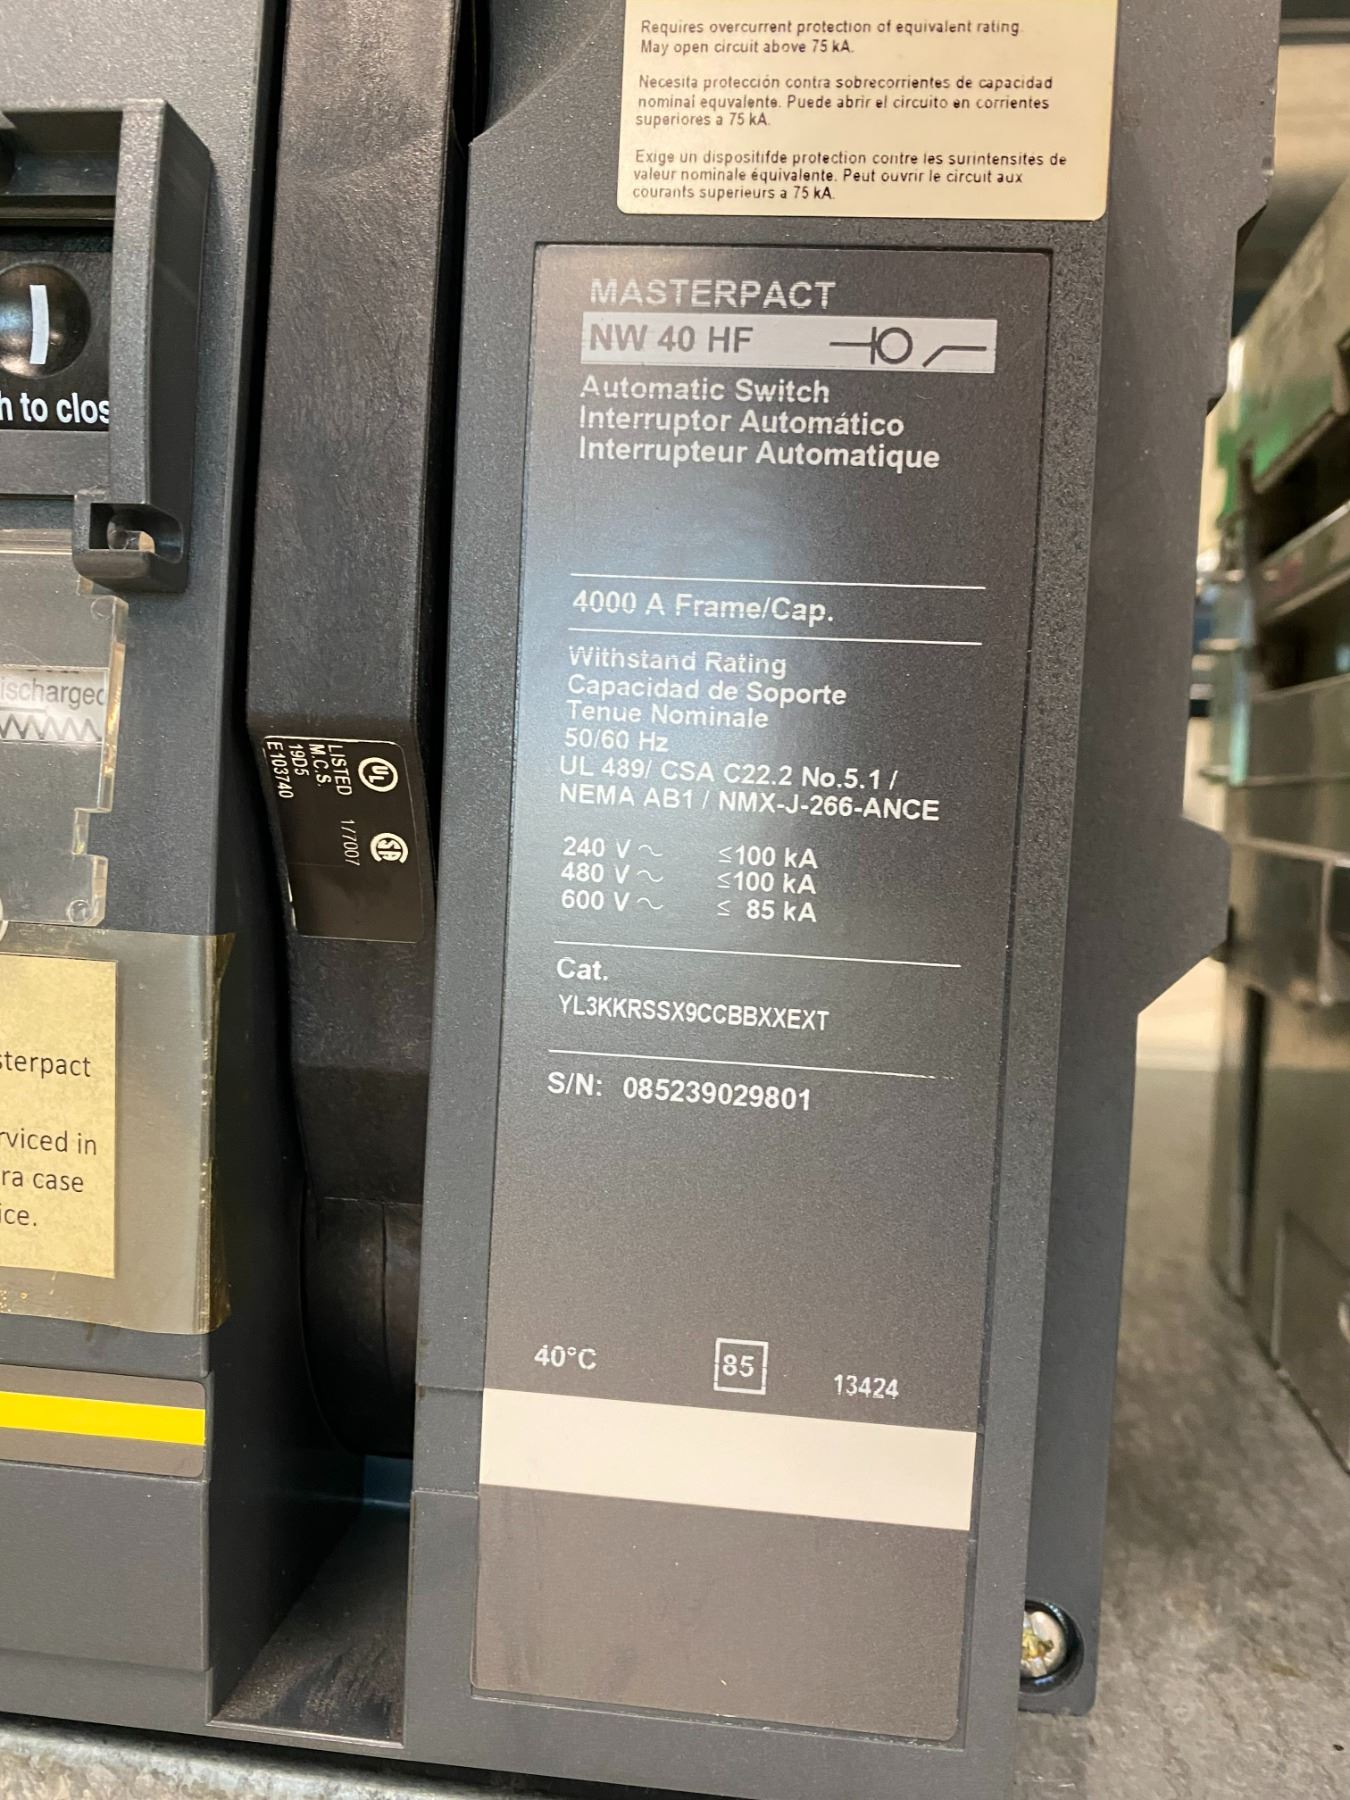 Requires overcurrent protection of equivalent rating.
May open circuit above 75 kA.
Necesita protección contra sobrecorrientes de capacidad
nominal equvalente. Puede abrir el circuito en corrientes
superiores a 75 kA.
Exige un dispositifde protection contre les surintensités de
valeur nominale équivalente. Peut ouvrir le circuit aux
courants superieurs a 75 kA.
MASTERPACT
NW 40 HF
Automatic Switch
Interruptor Automático
Interrupteur Automatique
4000 A Frame/Cap.
Withstand Rating
Capacidad de Soporte
Tenue Nominale
50/60 Hz
UL 489/ CSA C22.2 No.5.1 /
NEMA AB1 / NMX-J-266-ANCE
240 V ~ ≤100 kA
480 V ~ ≤100 kA
600 V ~ ≤ 85 kA
Cat.
YL3KKRSSX9CCBBXXEXT
S/N: 085239029801
40°C 85 13424
h to clos
ischarged
UL
LISTED
M.C.S.
19D5
E103740
1/7007
sterpact
rviced in
ra case
ice.